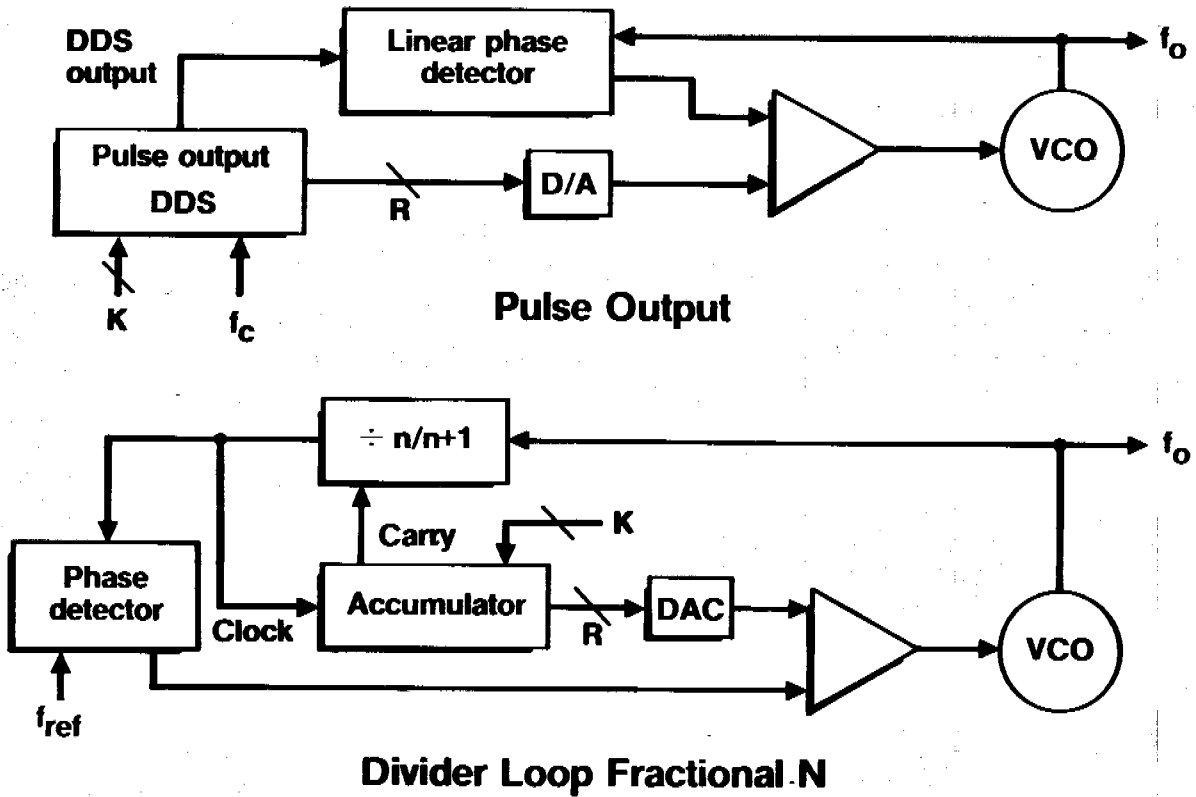 DDS
output
Linear phase
detector
fo
Pulse output
DDS
R
D/A
VCO
K
fc
Pulse Output
÷ n/n+1
fo
Carry
K
Phase
detector
Clock
Accumulator
R
DAC
VCO
fref
Divider Loop Fractional N